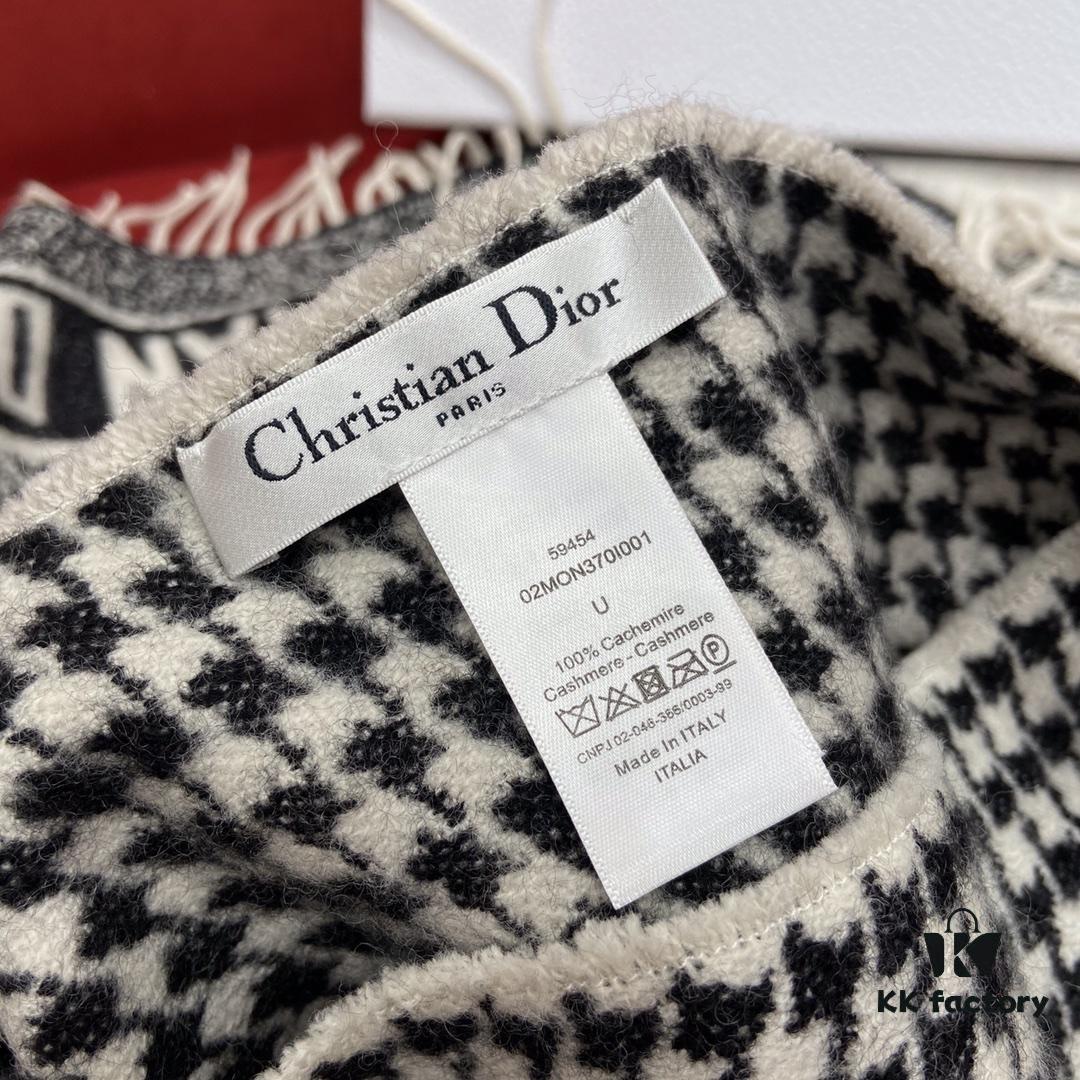 Christian Dior
PARIS
59454
02MON370I001
U
100% Cachemire
Cashmere - Cashmere
CNPJ 02-046-366/0003-99
Made In ITALY
ITALIA
KK factory